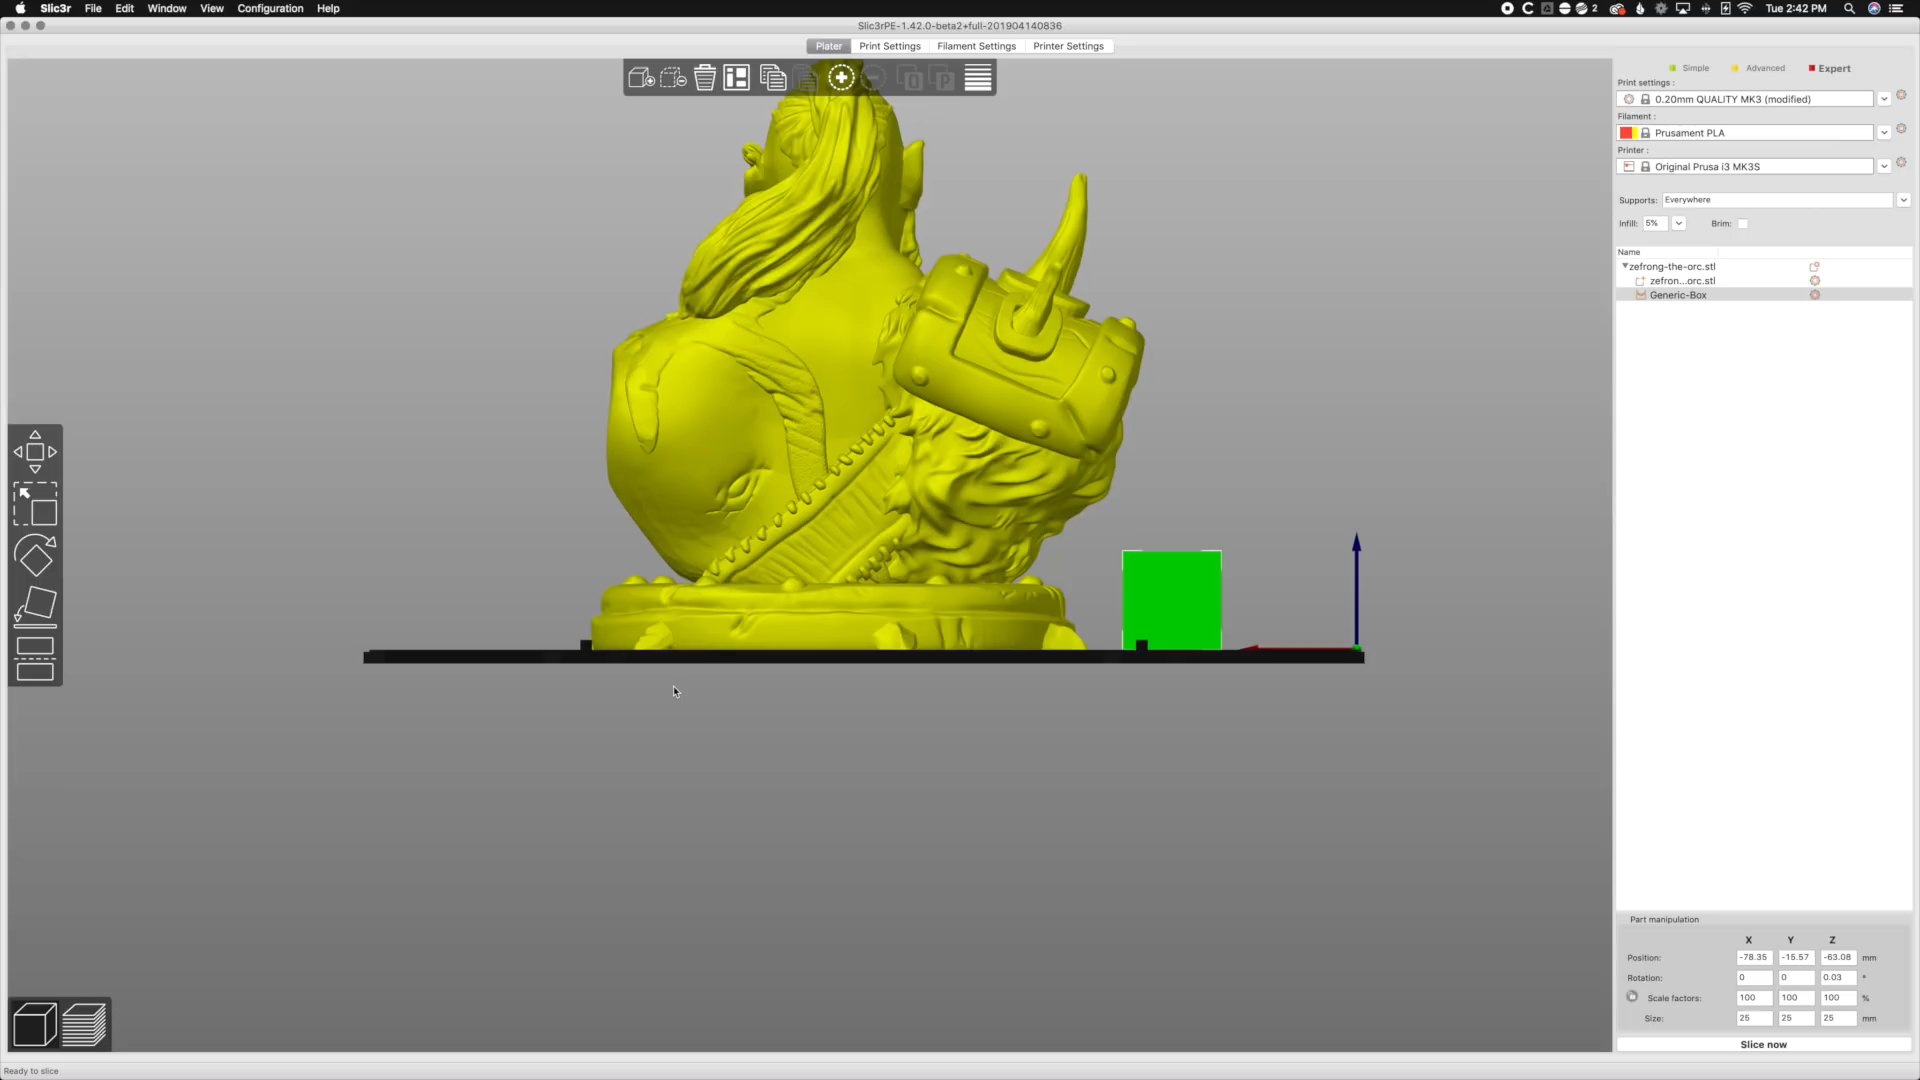 Slic3r File Edit Window View Configuration Help
2 Tue 2:42 PM
Slic3rPE-1.42.0-beta2+full-201904140836
Plater Print Settings Filament Settings Printer Settings
Simple Advanced Expert
Print settings :
0.20mm QUALITY MK3 (modified)
Filament :
Prusament PLA
Printer :
Original Prusa i3 MK3S
Supports: Everywhere
Infill: 5% Brim:
Name
zefrong-the-orc.stl
zefron...orc.stl
Generic-Box
Part manipulation
X Y Z
Position: -78.35 -15.57 -63.08 mm
Rotation: 0 0 0.03 °
Scale factors: 100 100 100 %
Size: 25 25 25 mm
Slice now
Ready to slice